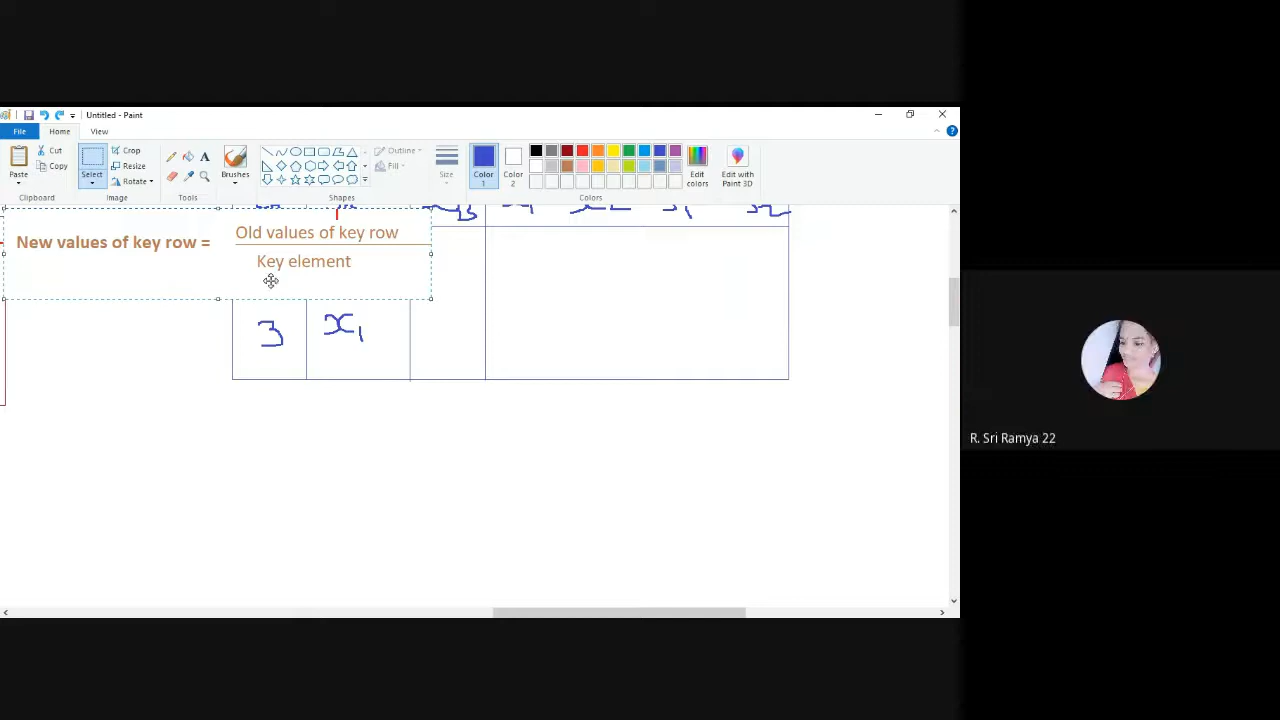 Untitled - Paint
File Home View
Cut
Copy
Paste
Clipboard
Crop
Resize
Rotate
Select
Image
Tools
Brushes
Outline
Fill
Shapes
Size
Color 1
Color 2
Edit colors
Edit with Paint 3D
Colors
New values of key row = Old values of key row
Key element
3 x1
R. Sri Ramya 22